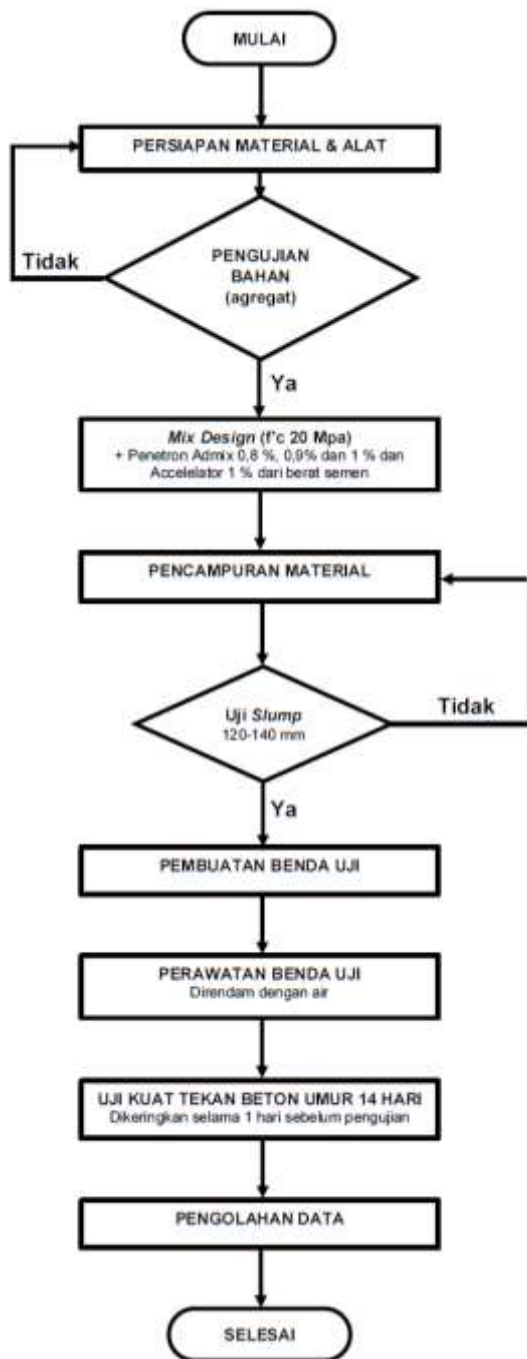 MULAI
PERSIAPAN MATERIAL & ALAT
Tidak
PENGUJIAN
BAHAN
(agregat)
Ya
Mix Design (f'c 20 Mpa)
+ Penetron Admix 0,8 %, 0,9% dan 1 % dan
Accelelator 1 % dari berat semen
PENCAMPURAN MATERIAL
Uji Slump
120-140 mm
Tidak
Ya
PEMBUATAN BENDA UJI
PERAWATAN BENDA UJI
Direndam dengan air
UJI KUAT TEKAN BETON UMUR 14 HARI
Dikeringkan selama 1 hari sebelum pengujian
PENGOLAHAN DATA
SELESAI